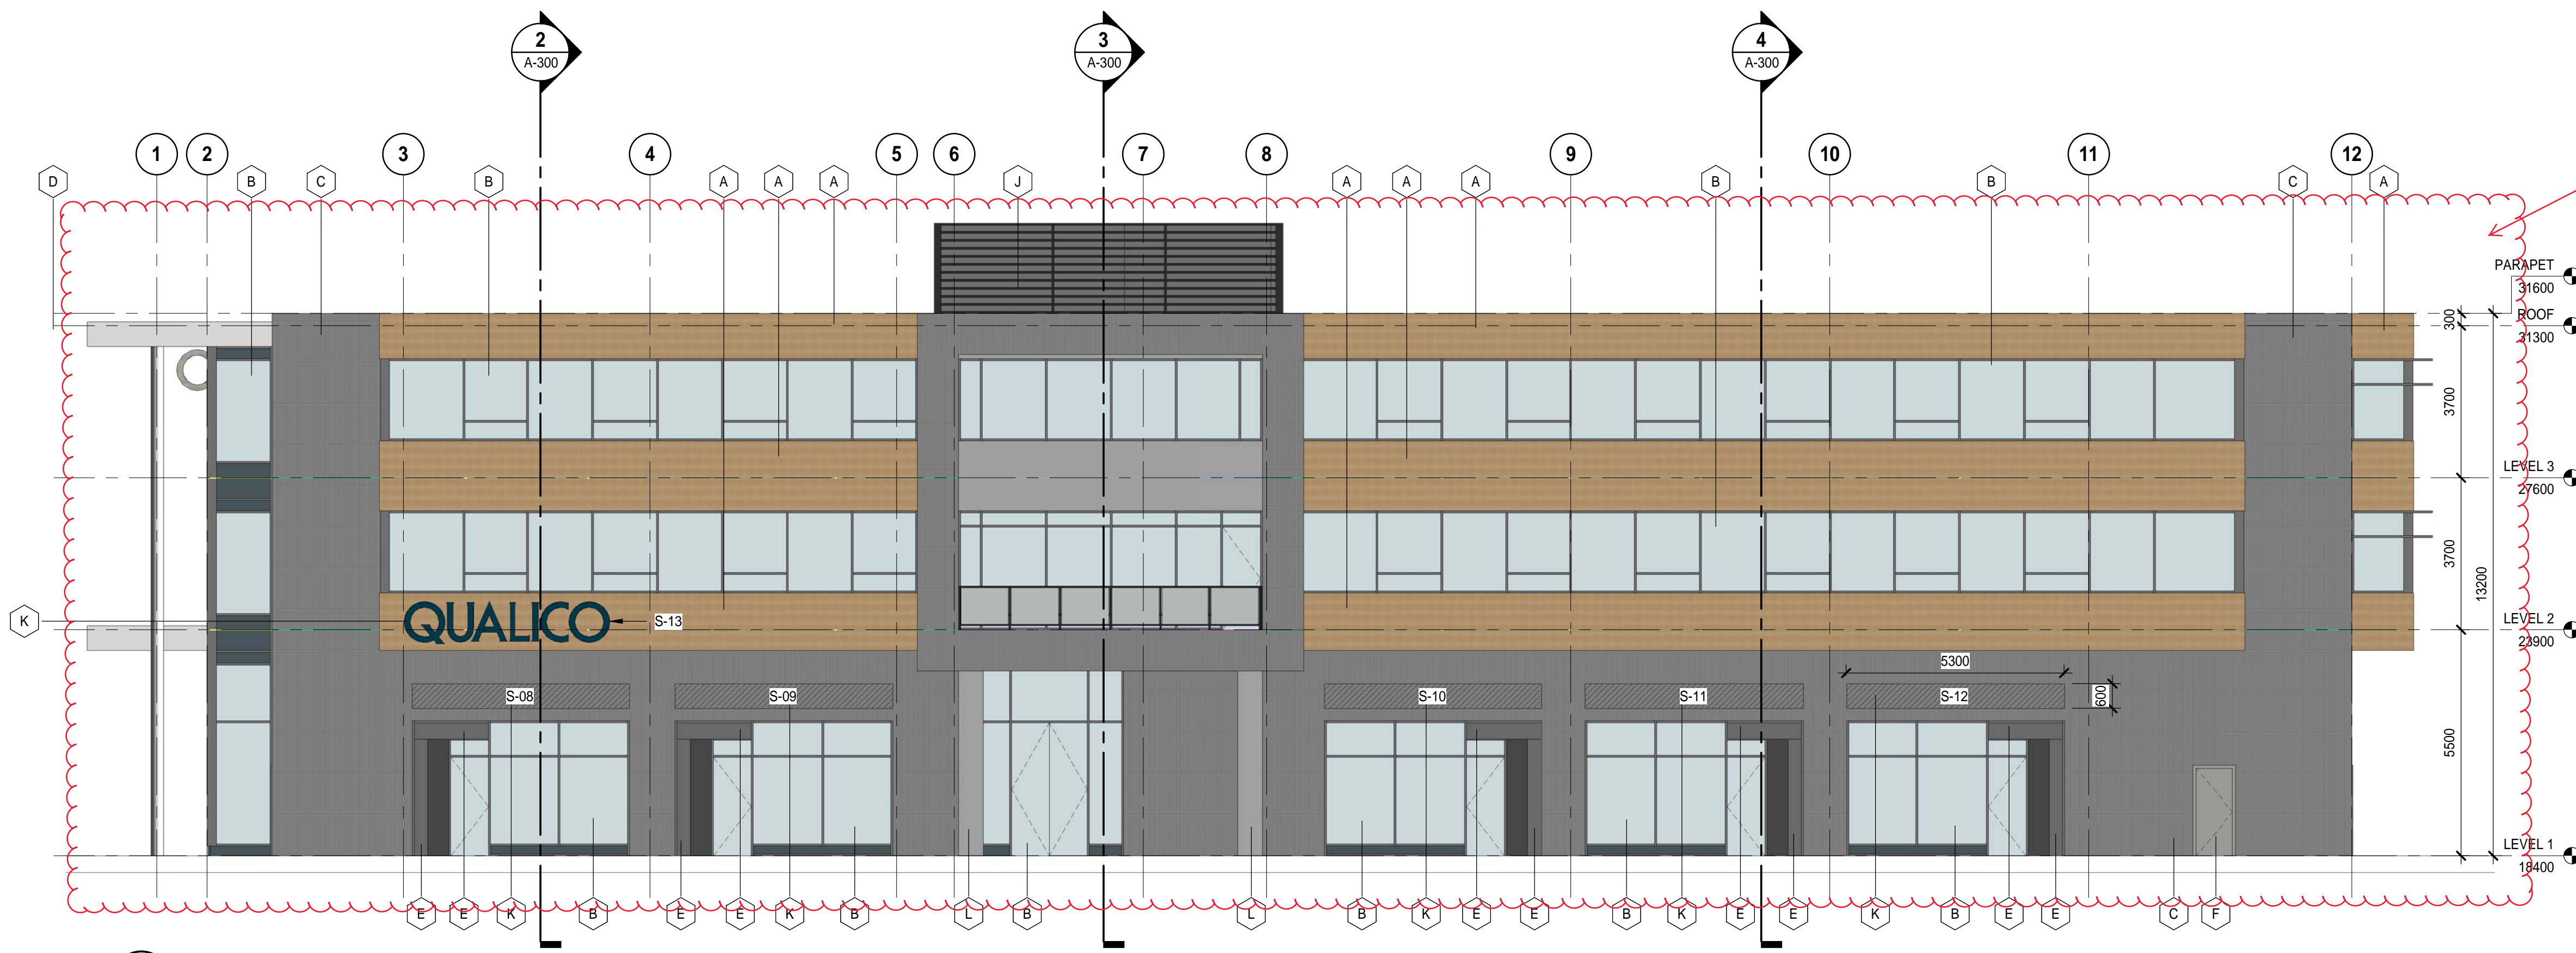 2 3 4
A-300 A-300 A-300
1 2 3 4 5 6 7 8 9 10 11 12
D B C B A A A J A A A B B C A
PARAPET
31600
ROOF
300
31300
3700
LEVEL 3
27600
3700
13200
K
QUALICO
S-13
LEVEL 2
23900
5300
600
S-08 S-09 S-10 S-11 S-12
5500
LEVEL 1
18400
E E K B E E K B L B L B K E E B K E E K B E E C F